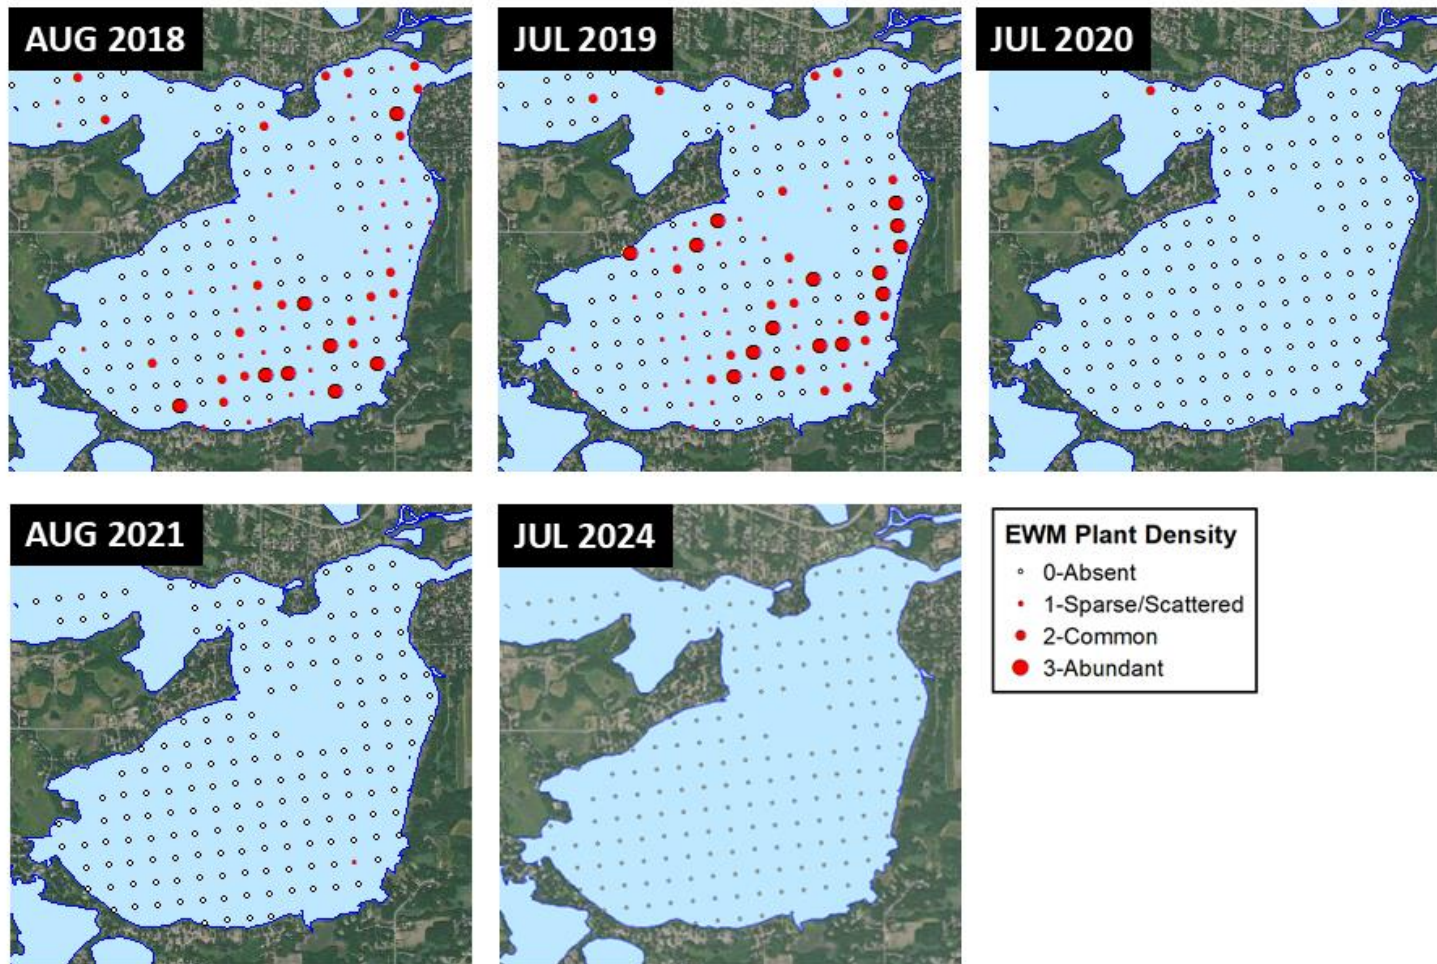 AUG 2018
JUL 2019
JUL 2020
AUG 2021
JUL 2024
EWM Plant Density
0-Absent
1-Sparse/Scattered
2-Common
3-Abundant